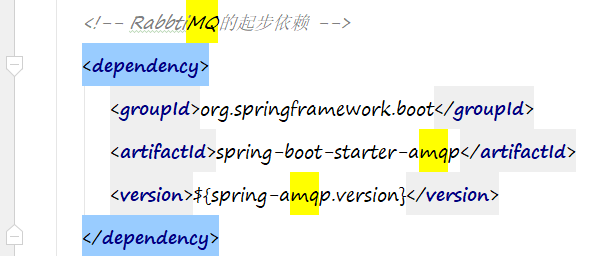 <!-- RabbtiMQ的起步依赖 -->
<dependency>
<groupId>org.springframework.boot</groupId>
<artifactId>spring-boot-starter-amqp</artifactId>
<version>${spring-amqp.version}</version>
</dependency>